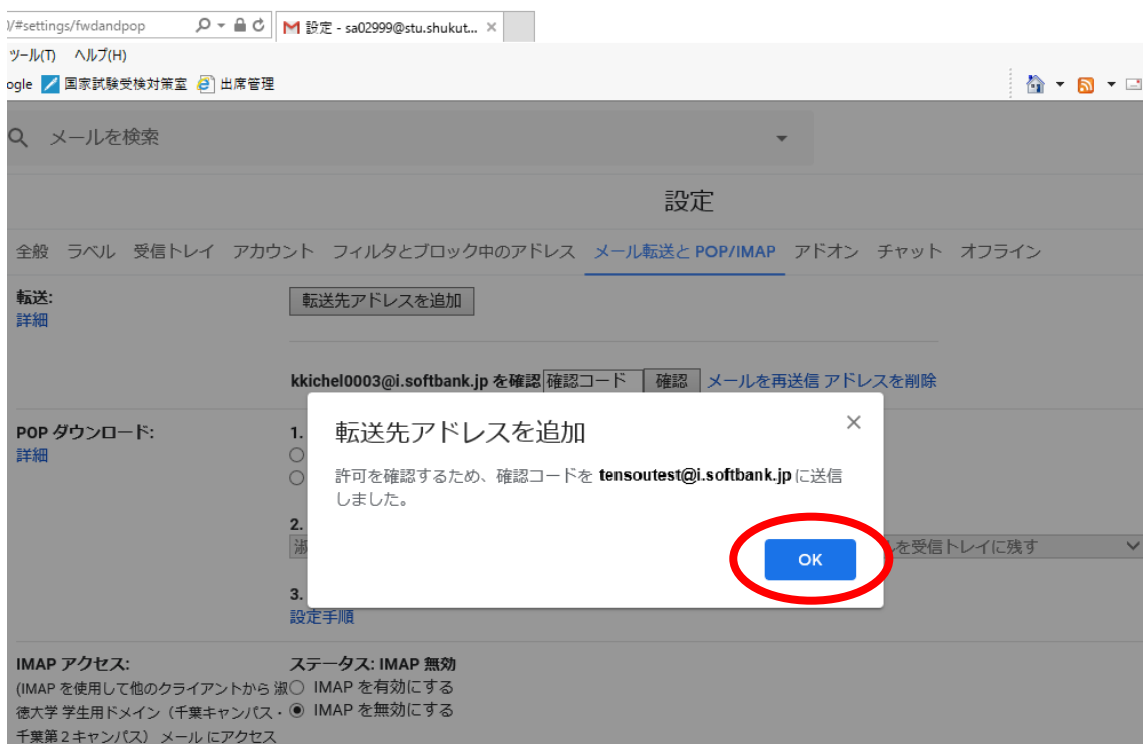 )/#settings/fwdandpop
設定 - sa02999@stu.shukut...
ツール(T) ヘルプ(H)
ogle 国家試験受検対策室 出席管理
メールを検索
設定
全般 ラベル 受信トレイ アカウント フィルタとブロック中のアドレス メール転送と POP/IMAP アドオン チャット オフライン
転送: 転送先アドレスを追加
詳細
kkichel0003@i.softbank.jp を確認 確認コード 確認 メールを再送信 アドレスを削除
POP ダウンロード: 1.
詳細
転送先アドレスを追加
許可を確認するため、確認コードを tensoutest@i.softbank.jp に送信
しました。
2.
淑 ルを受信トレイに残す
OK
3.
設定手順
IMAP アクセス: ステータス: IMAP 無効
(IMAP を使用して他のクライアントから 淑 IMAP を有効にする
徳大学 学生用ドメイン（千葉キャンパス・ IMAP を無効にする
千葉第2キャンパス） メール にアクセス